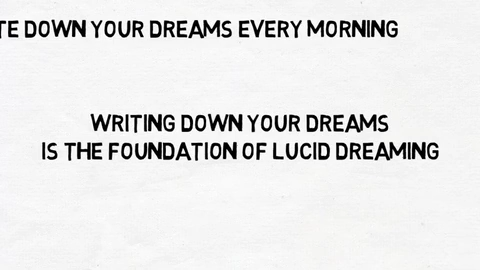 TE DOWN YOUR DREAMS EVERY MORNING
WRITING DOWN YOUR DREAMS
IS THE FOUNDATION OF LUCID DREAMING